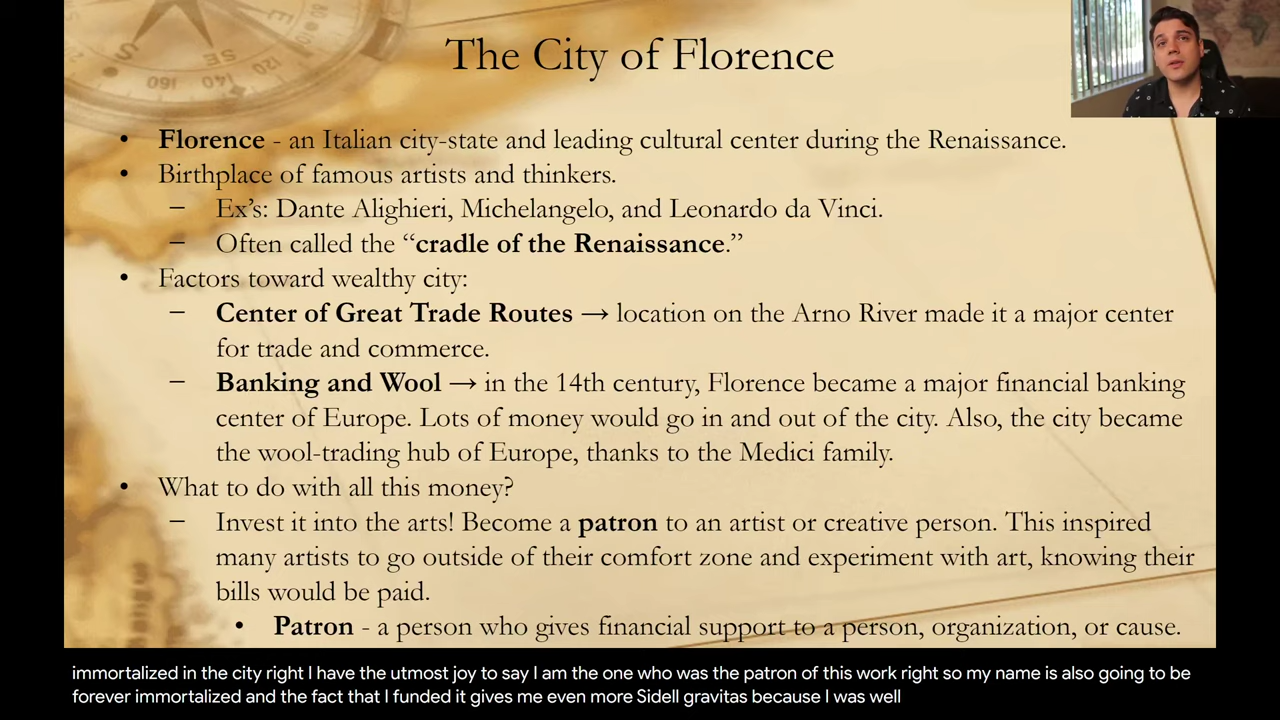 The City of Florence
• Florence - an Italian city-state and leading cultural center during the Renaissance.
• Birthplace of famous artists and thinkers.
– Ex’s: Dante Alighieri, Michelangelo, and Leonardo da Vinci.
– Often called the “cradle of the Renaissance.”
• Factors toward wealthy city:
– Center of Great Trade Routes → location on the Arno River made it a major center
for trade and commerce.
– Banking and Wool → in the 14th century, Florence became a major financial banking
center of Europe. Lots of money would go in and out of the city. Also, the city became
the wool-trading hub of Europe, thanks to the Medici family.
• What to do with all this money?
– Invest it into the arts! Become a patron to an artist or creative person. This inspired
many artists to go outside of their comfort zone and experiment with art, knowing their
bills would be paid.
• Patron - a person who gives financial support to a person, organization, or cause.
immortalized in the city right I have the utmost joy to say I am the one who was the patron of this work right so my name is also going to be
forever immortalized and the fact that I funded it gives me even more Sidell gravitas because I was well
S
SE
E
160
140
120
80